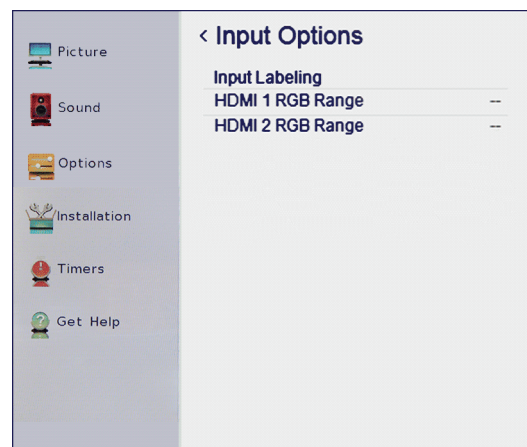 Picture
Sound
Options
Installation
Timers
Get Help
< Input Options
Input Labeling
HDMI 1 RGB Range --
HDMI 2 RGB Range --